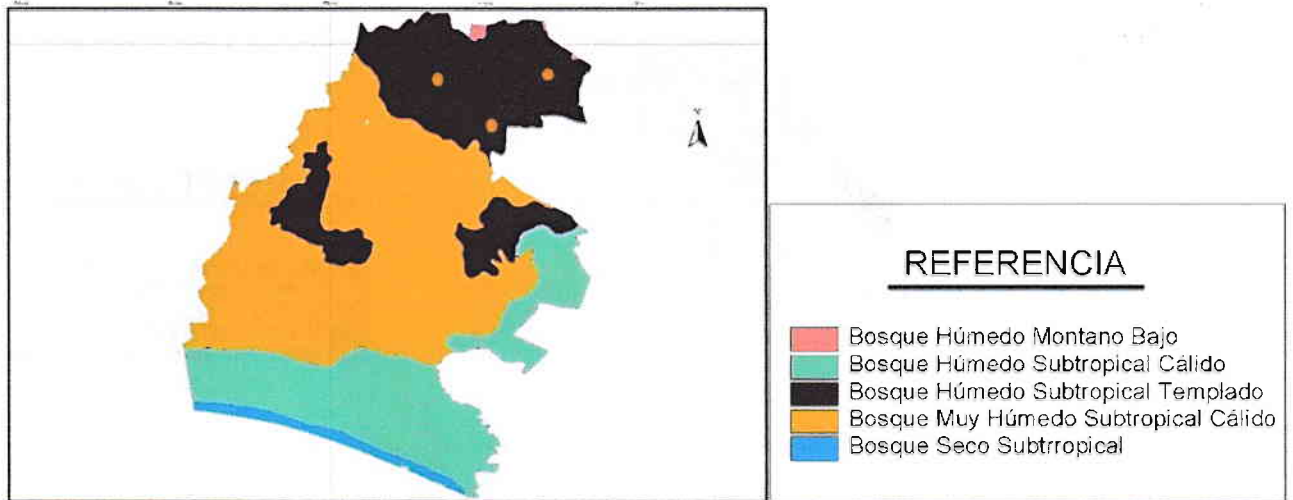 REFERENCIA
Bosque Húmedo Montano Bajo
Bosque Húmedo Subtropical Cálido
Bosque Húmedo Subtropical Templado
Bosque Muy Húmedo Subtropical Cálido
Bosque Seco Subtrropical